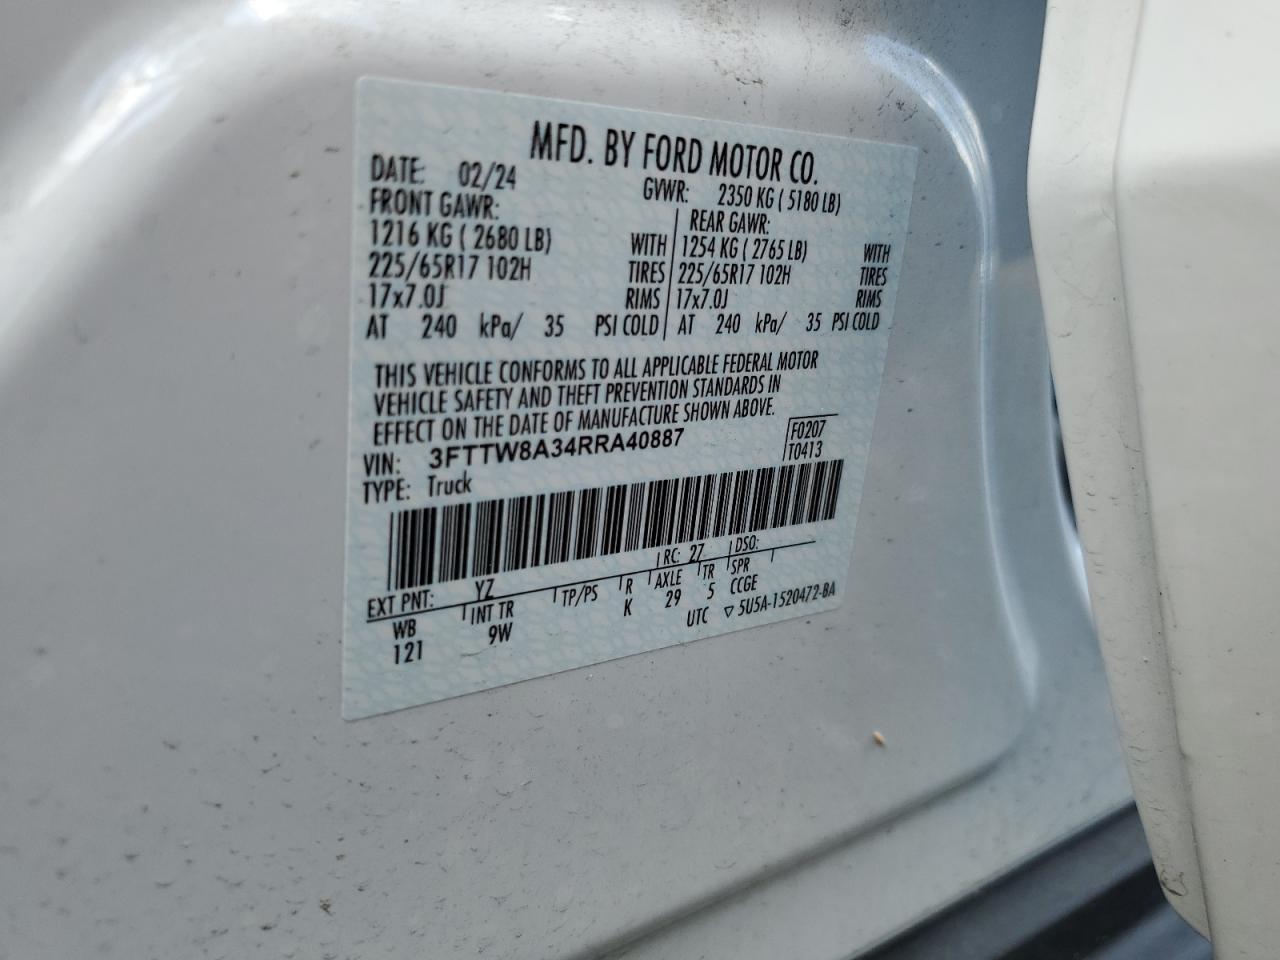 MFD. BY FORD MOTOR CO.
DATE: 02/24 GVWR: 2350 KG ( 5180 LB)
FRONT GAWR: REAR GAWR:
1216 KG ( 2680 LB) WITH 1254 KG ( 2765 LB) WITH
225/65R17 102H TIRES 225/65R17 102H TIRES
17x7.0J RIMS 17x7.0J RIMS
AT 240 kPa/ 35 PSI COLD AT 240 kPa/ 35 PSI COLD
THIS VEHICLE CONFORMS TO ALL APPLICABLE FEDERAL MOTOR
VEHICLE SAFETY AND THEFT PREVENTION STANDARDS IN
EFFECT ON THE DATE OF MANUFACTURE SHOWN ABOVE.
VIN: 3FTTW8A34RRA40887 F0207
TYPE: Truck T0413
EXT PNT: YZ RC: 27 DSO:
WB INT TR TP/PS R AXLE TR SPR
121 9W K 29 5 CCGE
UTC ▽ 5U5A-1520472-BA